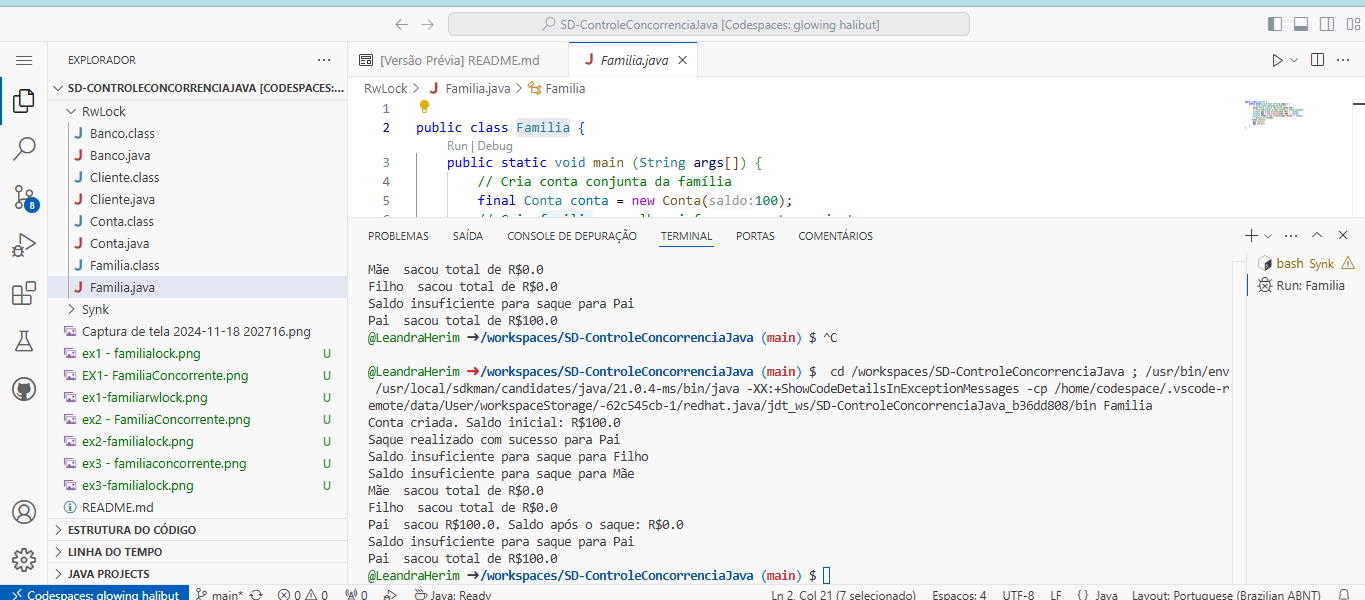 SD-ControleConcorrenciaJava [Codespaces: glowing halibut]
EXPLORADOR
SD-CONTROLECONCORRENCIAJAVA [CODESPACES:...
RwLock
Banco.class
Banco.java
Cliente.class
Cliente.java
Conta.class
Conta.java
Familia.class
Familia.java
Synk
Captura de tela 2024-11-18 202716.png
ex1 - familialock.png U
EX1- FamiliaConcorrente.png U
ex1-familiarwlock.png U
ex2 - FamiliaConcorrente.png U
ex2-familialock.png U
ex3 - familiaconcorrente.png U
ex3-familialock.png U
README.md
ESTRUTURA DO CÓDIGO
LINHA DO TEMPO
JAVA PROJECTS
8
[Versão Prévia] README.md
J Familia.java
RwLock > J Familia.java > Familia
1
2 public class Familia {
Run | Debug
3 public static void main (String args[]) {
4 // Cria conta conjunta da família
5 final Conta conta = new Conta(saldo:100);
PROBLEMAS SAÍDA CONSOLE DE DEPURAÇÃO TERMINAL PORTAS COMENTÁRIOS
Mãe  sacou total de R$0.0
Filho  sacou total de R$0.0
Saldo insuficiente para saque para Pai
Pai  sacou total de R$100.0
@LeandraHerim ➜/workspaces/SD-ControleConcorrenciaJava (main) $ ^C
@LeandraHerim ➜/workspaces/SD-ControleConcorrenciaJava (main) $  cd /workspaces/SD-ControleConcorrenciaJava ; /usr/bin/env
/usr/local/sdkman/candidates/java/21.0.4-ms/bin/java -XX:+ShowCodeDetailsInExceptionMessages -cp /home/codespace/.vscode-r
emote/data/User/workspaceStorage/-62c545cb-1/redhat.java/jdt_ws/SD-ControleConcorrenciaJava_b36dd808/bin Familia
Conta criada. Saldo inicial: R$100.0
Saque realizado com sucesso para Pai
Saldo insuficiente para saque para Filho
Saldo insuficiente para saque para Mãe
Mãe  sacou total de R$0.0
Filho  sacou total de R$0.0
Pai  sacou R$100.0. Saldo após o saque: R$0.0
Saldo insuficiente para saque para Pai
Pai  sacou total de R$100.0
@LeandraHerim ➜/workspaces/SD-ControleConcorrenciaJava (main) $
bash Synk
Run: Familia
Codespaces: glowing halibut main* 0 0 0 Java: Ready Ln 2, Col 21 (7 selecionado) Espaços: 4 UTF-8 LF {} Java Layout: Portuguese (Brazilian ABNT)